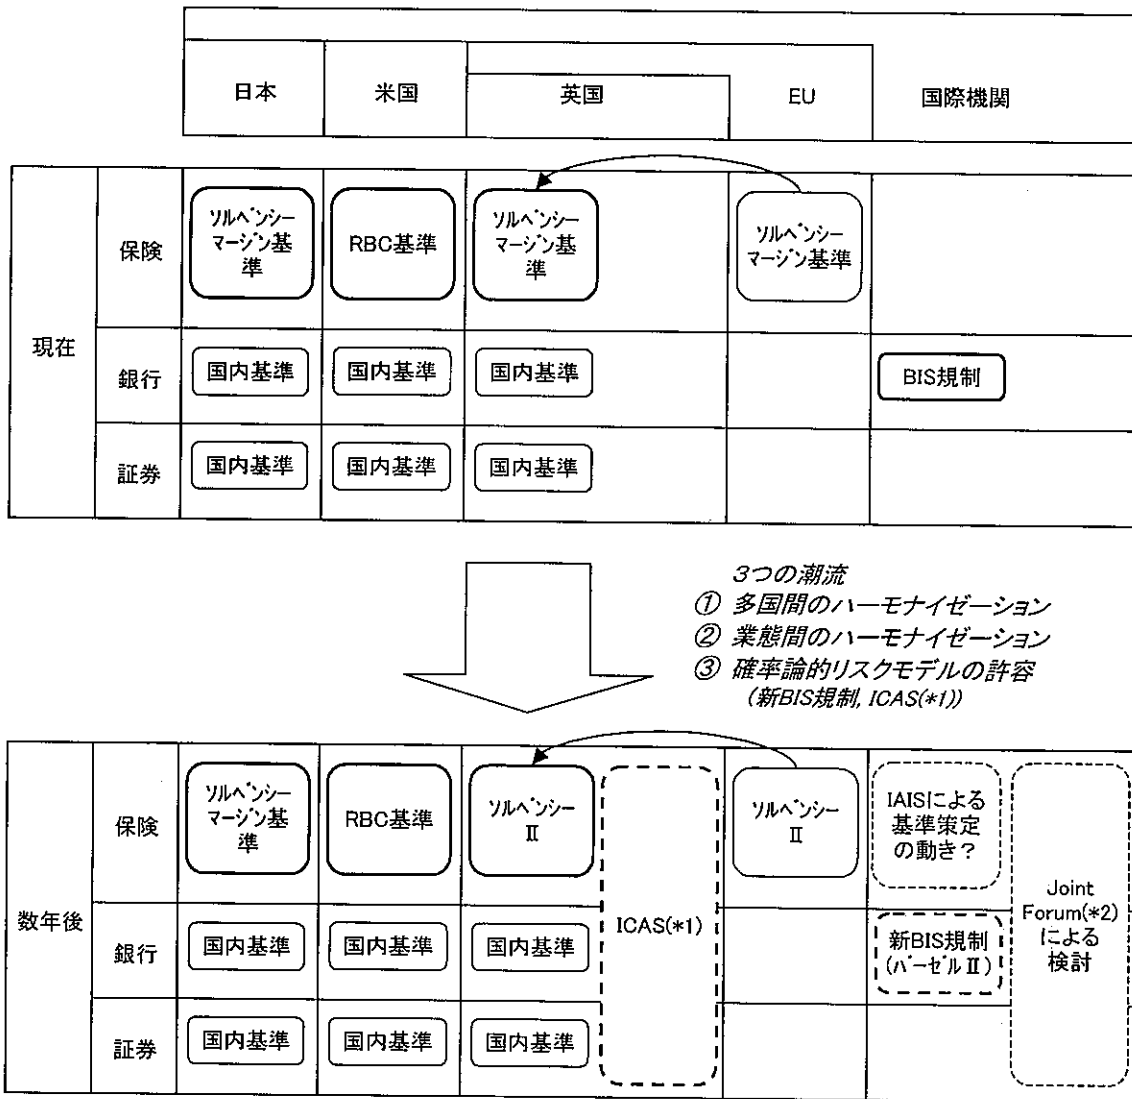 日本
米国
英国
EU
国際機関
現在
保険
ソルベンシー
マージン基
準
RBC基準
ソルベンシー
マージン基
準
ソルベンシー
マージン基準
銀行
国内基準
国内基準
国内基準
BIS規制
証券
国内基準
国内基準
国内基準
3つの潮流
① 多国間のハーモナイゼーション
② 業態間のハーモナイゼーション
③ 確率論的リスクモデルの許容
(新BIS規制, ICAS(*1))
数年後
保険
ソルベンシー
マージン基
準
RBC基準
ソルベンシー
Ⅱ
ICAS(*1)
ソルベンシー
Ⅱ
IAISによる
基準策定
の動き？
Joint
Forum(*2)
による
検討
銀行
国内基準
国内基準
国内基準
新BIS規制
(バーゼルⅡ)
証券
国内基準
国内基準
国内基準